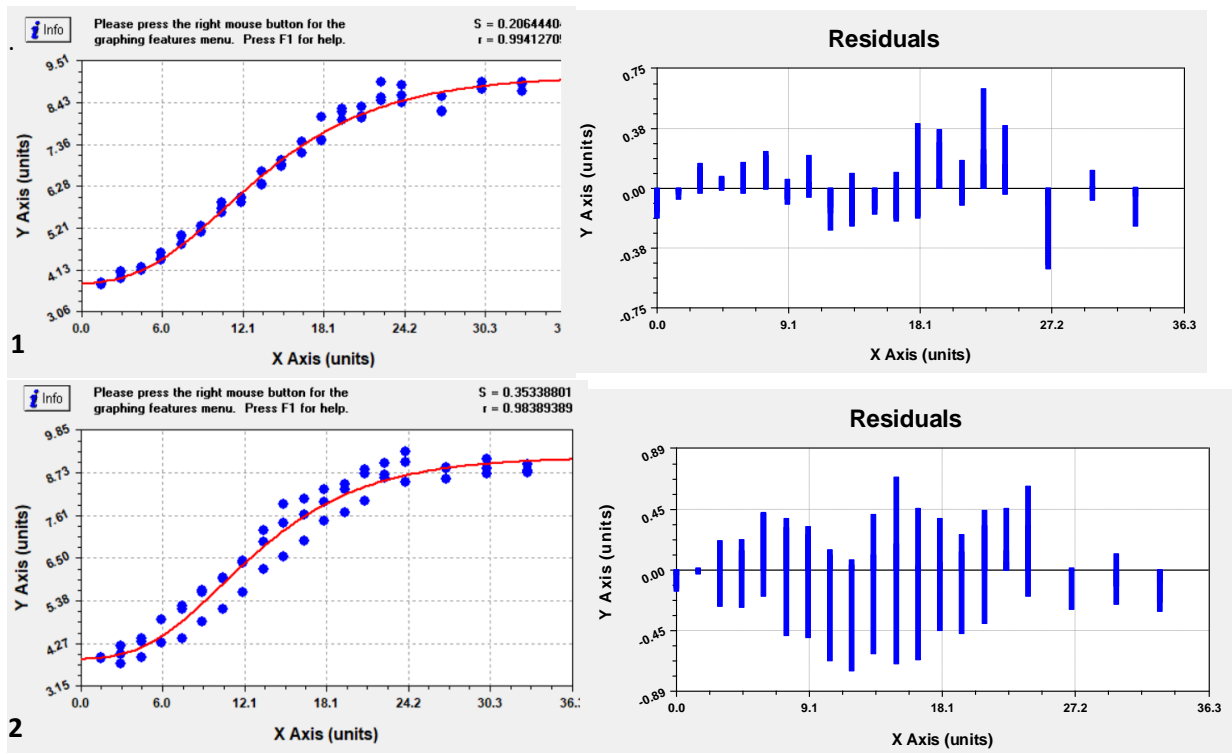 Info
Please press the right mouse button for the
graphing features menu. Press F1 for help.
S = 0.20644404
r = 0.99412709
.
9.51
8.43
7.36
6.28
5.21
4.13
3.06
Y Axis (units)
0.0 6.0 12.1 18.1 24.2 30.3 3
X Axis (units)
1
Residuals
0.75
0.38
0.00
-0.38
-0.75
Y Axis (units)
0.0 9.1 18.1 27.2 36.3
X Axis (units)
Info
Please press the right mouse button for the
graphing features menu. Press F1 for help.
S = 0.35338801
r = 0.98389389
9.85
8.73
7.61
6.50
5.38
4.27
3.15
Y Axis (units)
0.0 6.0 12.1 18.1 24.2 30.3 36.
X Axis (units)
2
Residuals
0.89
0.45
0.00
-0.45
-0.89
Y Axis (units)
0.0 9.1 18.1 27.2 36.3
X Axis (units)